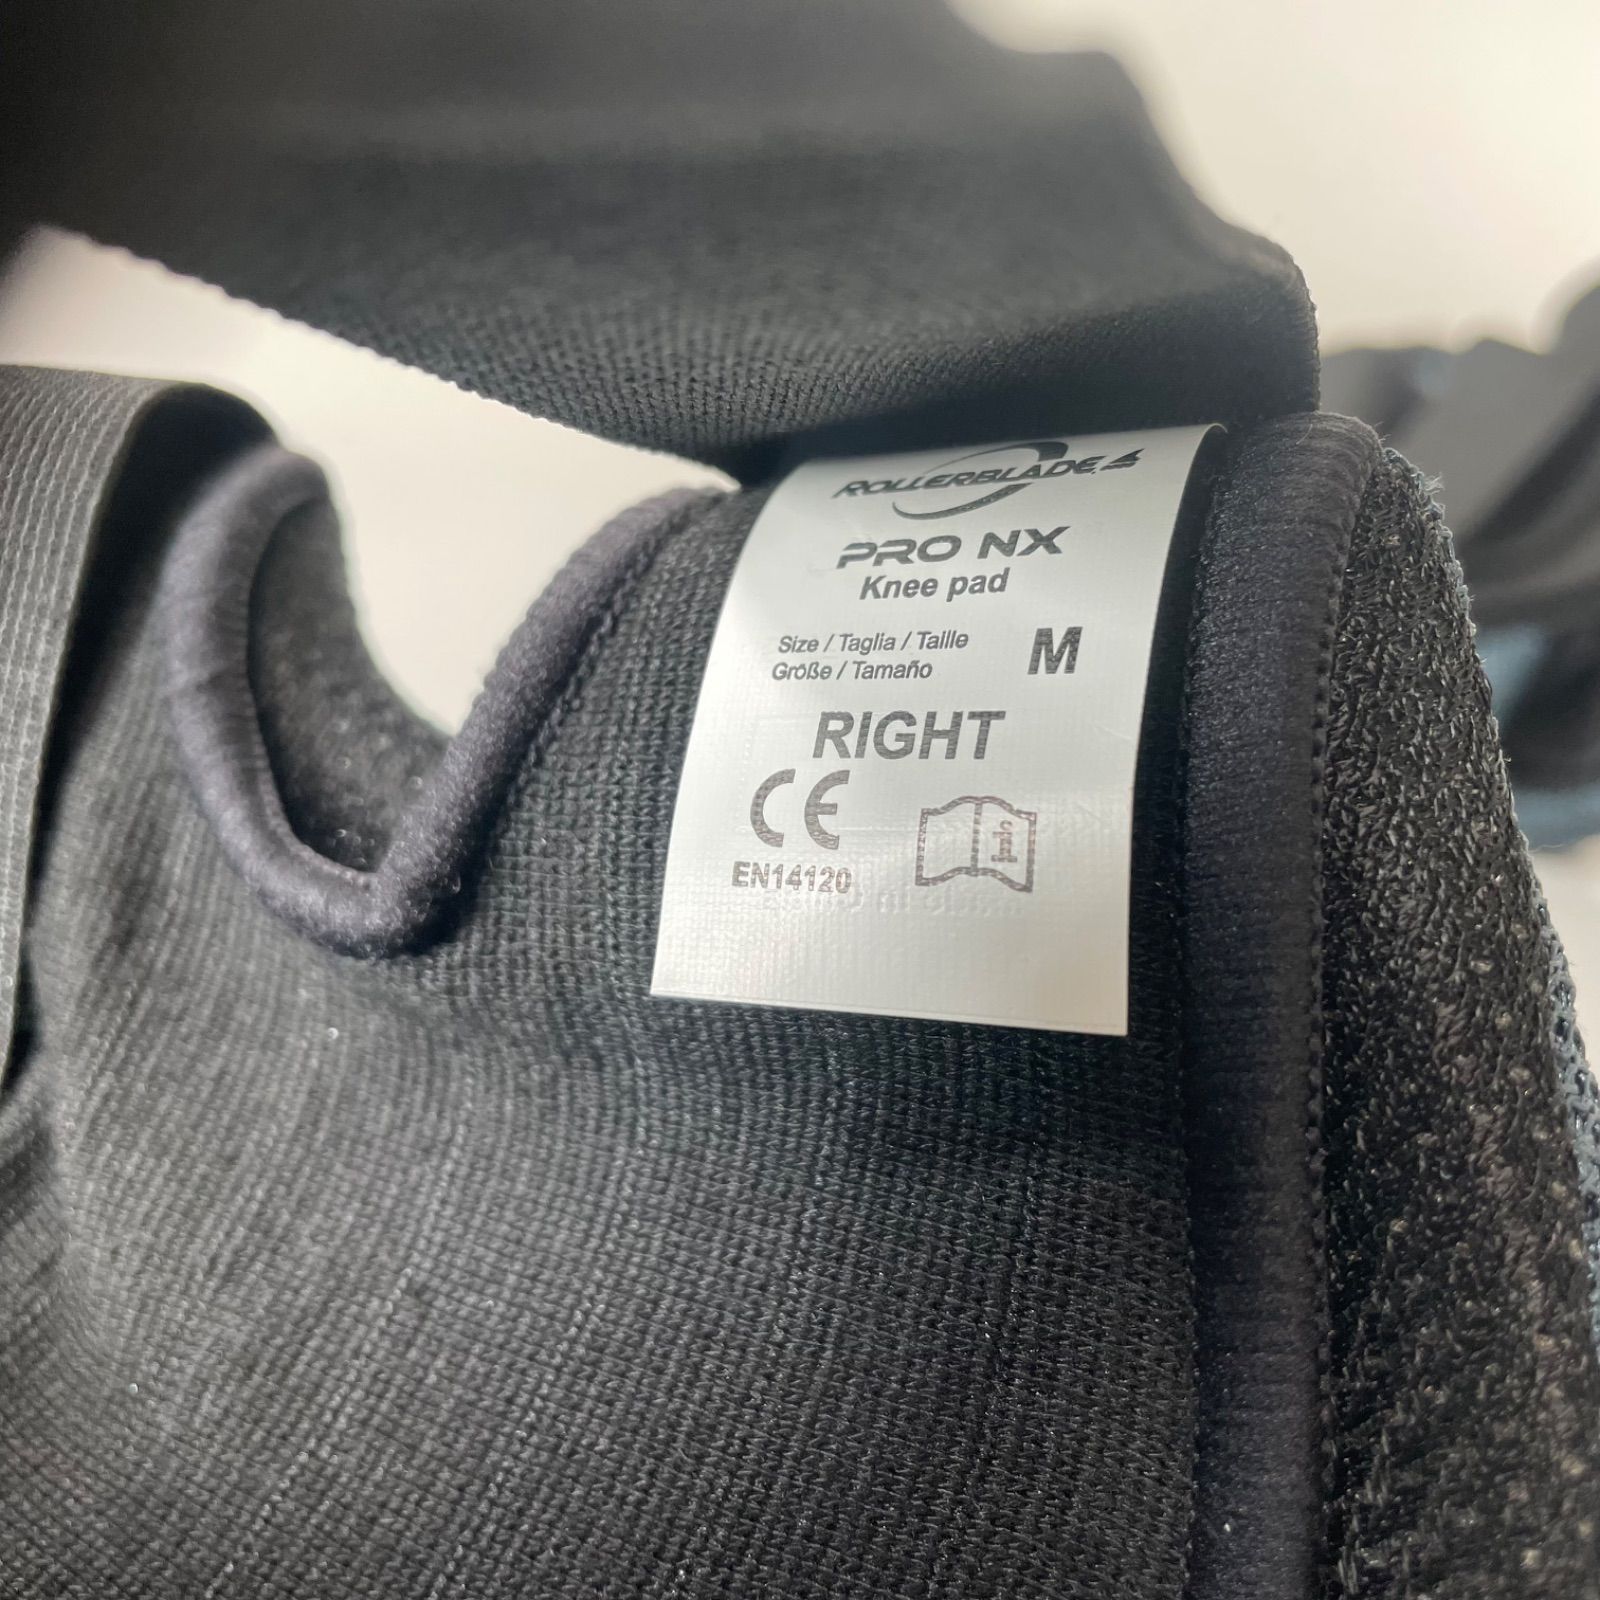 ROLLERBLADE
PRO NX
Knee pad
Size / Taglia / Taille
Größe / Tamaño
M
RIGHT
CE
EN14120
i